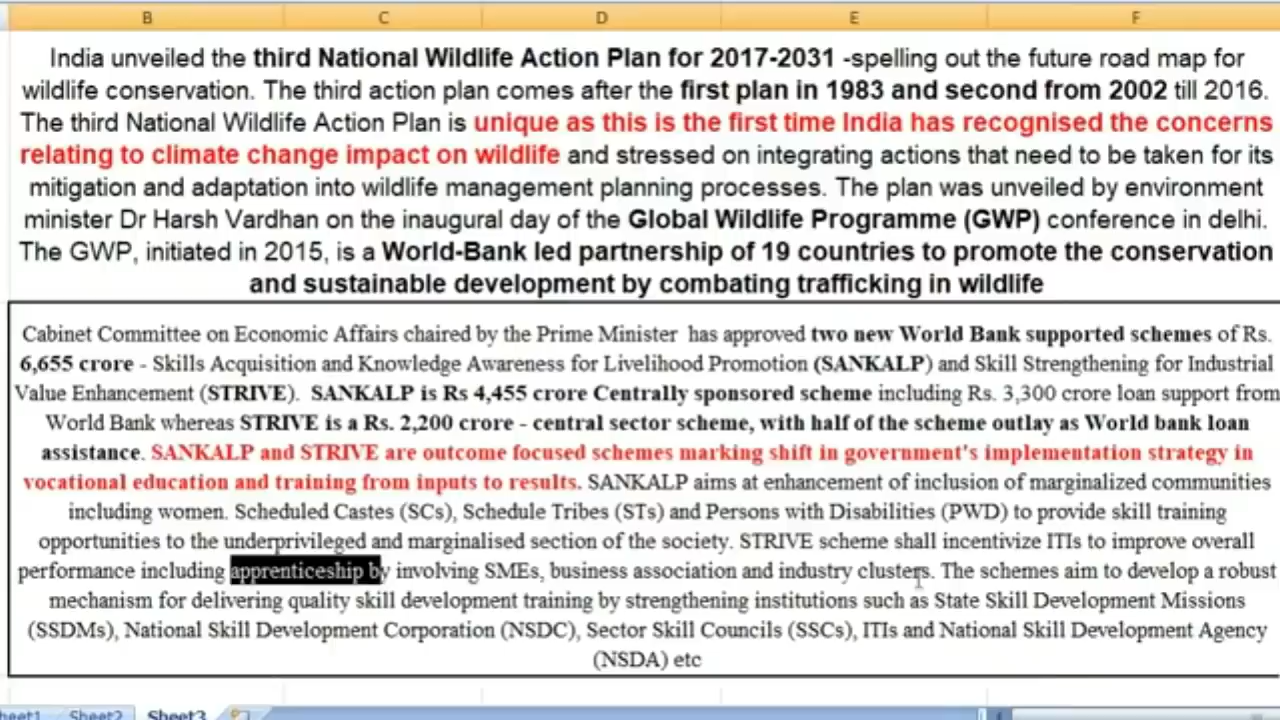 B C D E F
India unveiled the third National Wildlife Action Plan for 2017-2031 -spelling out the future road map for
wildlife conservation. The third action plan comes after the first plan in 1983 and second from 2002 till 2016.
The third National Wildlife Action Plan is unique as this is the first time India has recognised the concerns
relating to climate change impact on wildlife and stressed on integrating actions that need to be taken for its
mitigation and adaptation into wildlife management planning processes. The plan was unveiled by environment
minister Dr Harsh Vardhan on the inaugural day of the Global Wildlife Programme (GWP) conference in delhi.
The GWP, initiated in 2015, is a World-Bank led partnership of 19 countries to promote the conservation
and sustainable development by combating trafficking in wildlife
Cabinet Committee on Economic Affairs chaired by the Prime Minister has approved two new World Bank supported schemes of Rs.
6,655 crore - Skills Acquisition and Knowledge Awareness for Livelihood Promotion (SANKALP) and Skill Strengthening for Industrial
Value Enhancement (STRIVE). SANKALP is Rs 4,455 crore Centrally sponsored scheme including Rs. 3,300 crore loan support from
World Bank whereas STRIVE is a Rs. 2,200 crore - central sector scheme, with half of the scheme outlay as World bank loan
assistance. SANKALP and STRIVE are outcome focused schemes marking shift in government's implementation strategy in
vocational education and training from inputs to results. SANKALP aims at enhancement of inclusion of marginalized communities
including women. Scheduled Castes (SCs), Schedule Tribes (STs) and Persons with Disabilities (PWD) to provide skill training
opportunities to the underprivileged and marginalised section of the society. STRIVE scheme shall incentivize ITIs to improve overall
performance including apprenticeship by involving SMEs, business association and industry clusters. The schemes aim to develop a robust
mechanism for delivering quality skill development training by strengthening institutions such as State Skill Development Missions
(SSDMs), National Skill Development Corporation (NSDC), Sector Skill Councils (SSCs), ITIs and National Skill Development Agency
(NSDA) etc
heet1 Sheet2 Sheet3